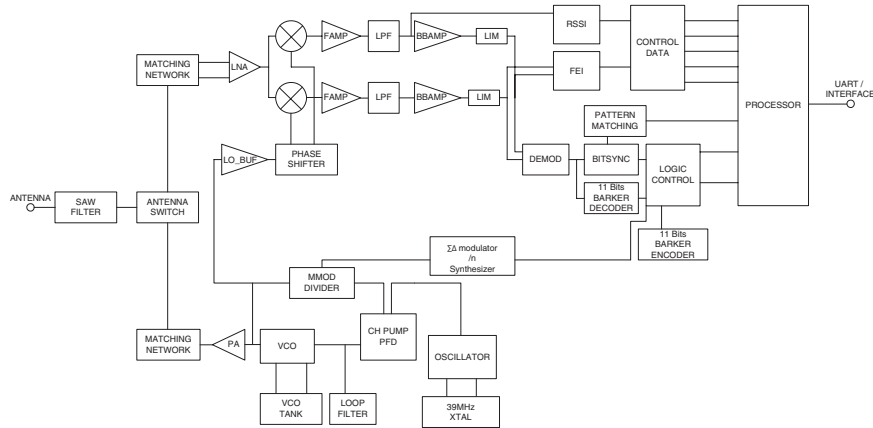 RSSI
FAMP
LPF
BBAMP
LIM
CONTROL
DATA
MATCHING
NETWORK
LNA
FEI
PROCESSOR
FAMP
LPF
BBAMP
LIM
UART /
INTERFACE
PATTERN
MATCHING
LO_BUF
PHASE
SHIFTER
DEMOD
BITSYNC
LOGIC
CONTROL
ANTENNA
SAW
FILTER
ANTENNA
SWITCH
11 Bits
BARKER
DECODER
11 Bits
BARKER
ENCODER
Σ∆ modulator
/n
Synthesizer
MMOD
DIVIDER
MATCHING
NETWORK
PA
VCO
CH PUMP
PFD
OSCILLATOR
VCO
TANK
LOOP
FILTER
39MHz
XTAL